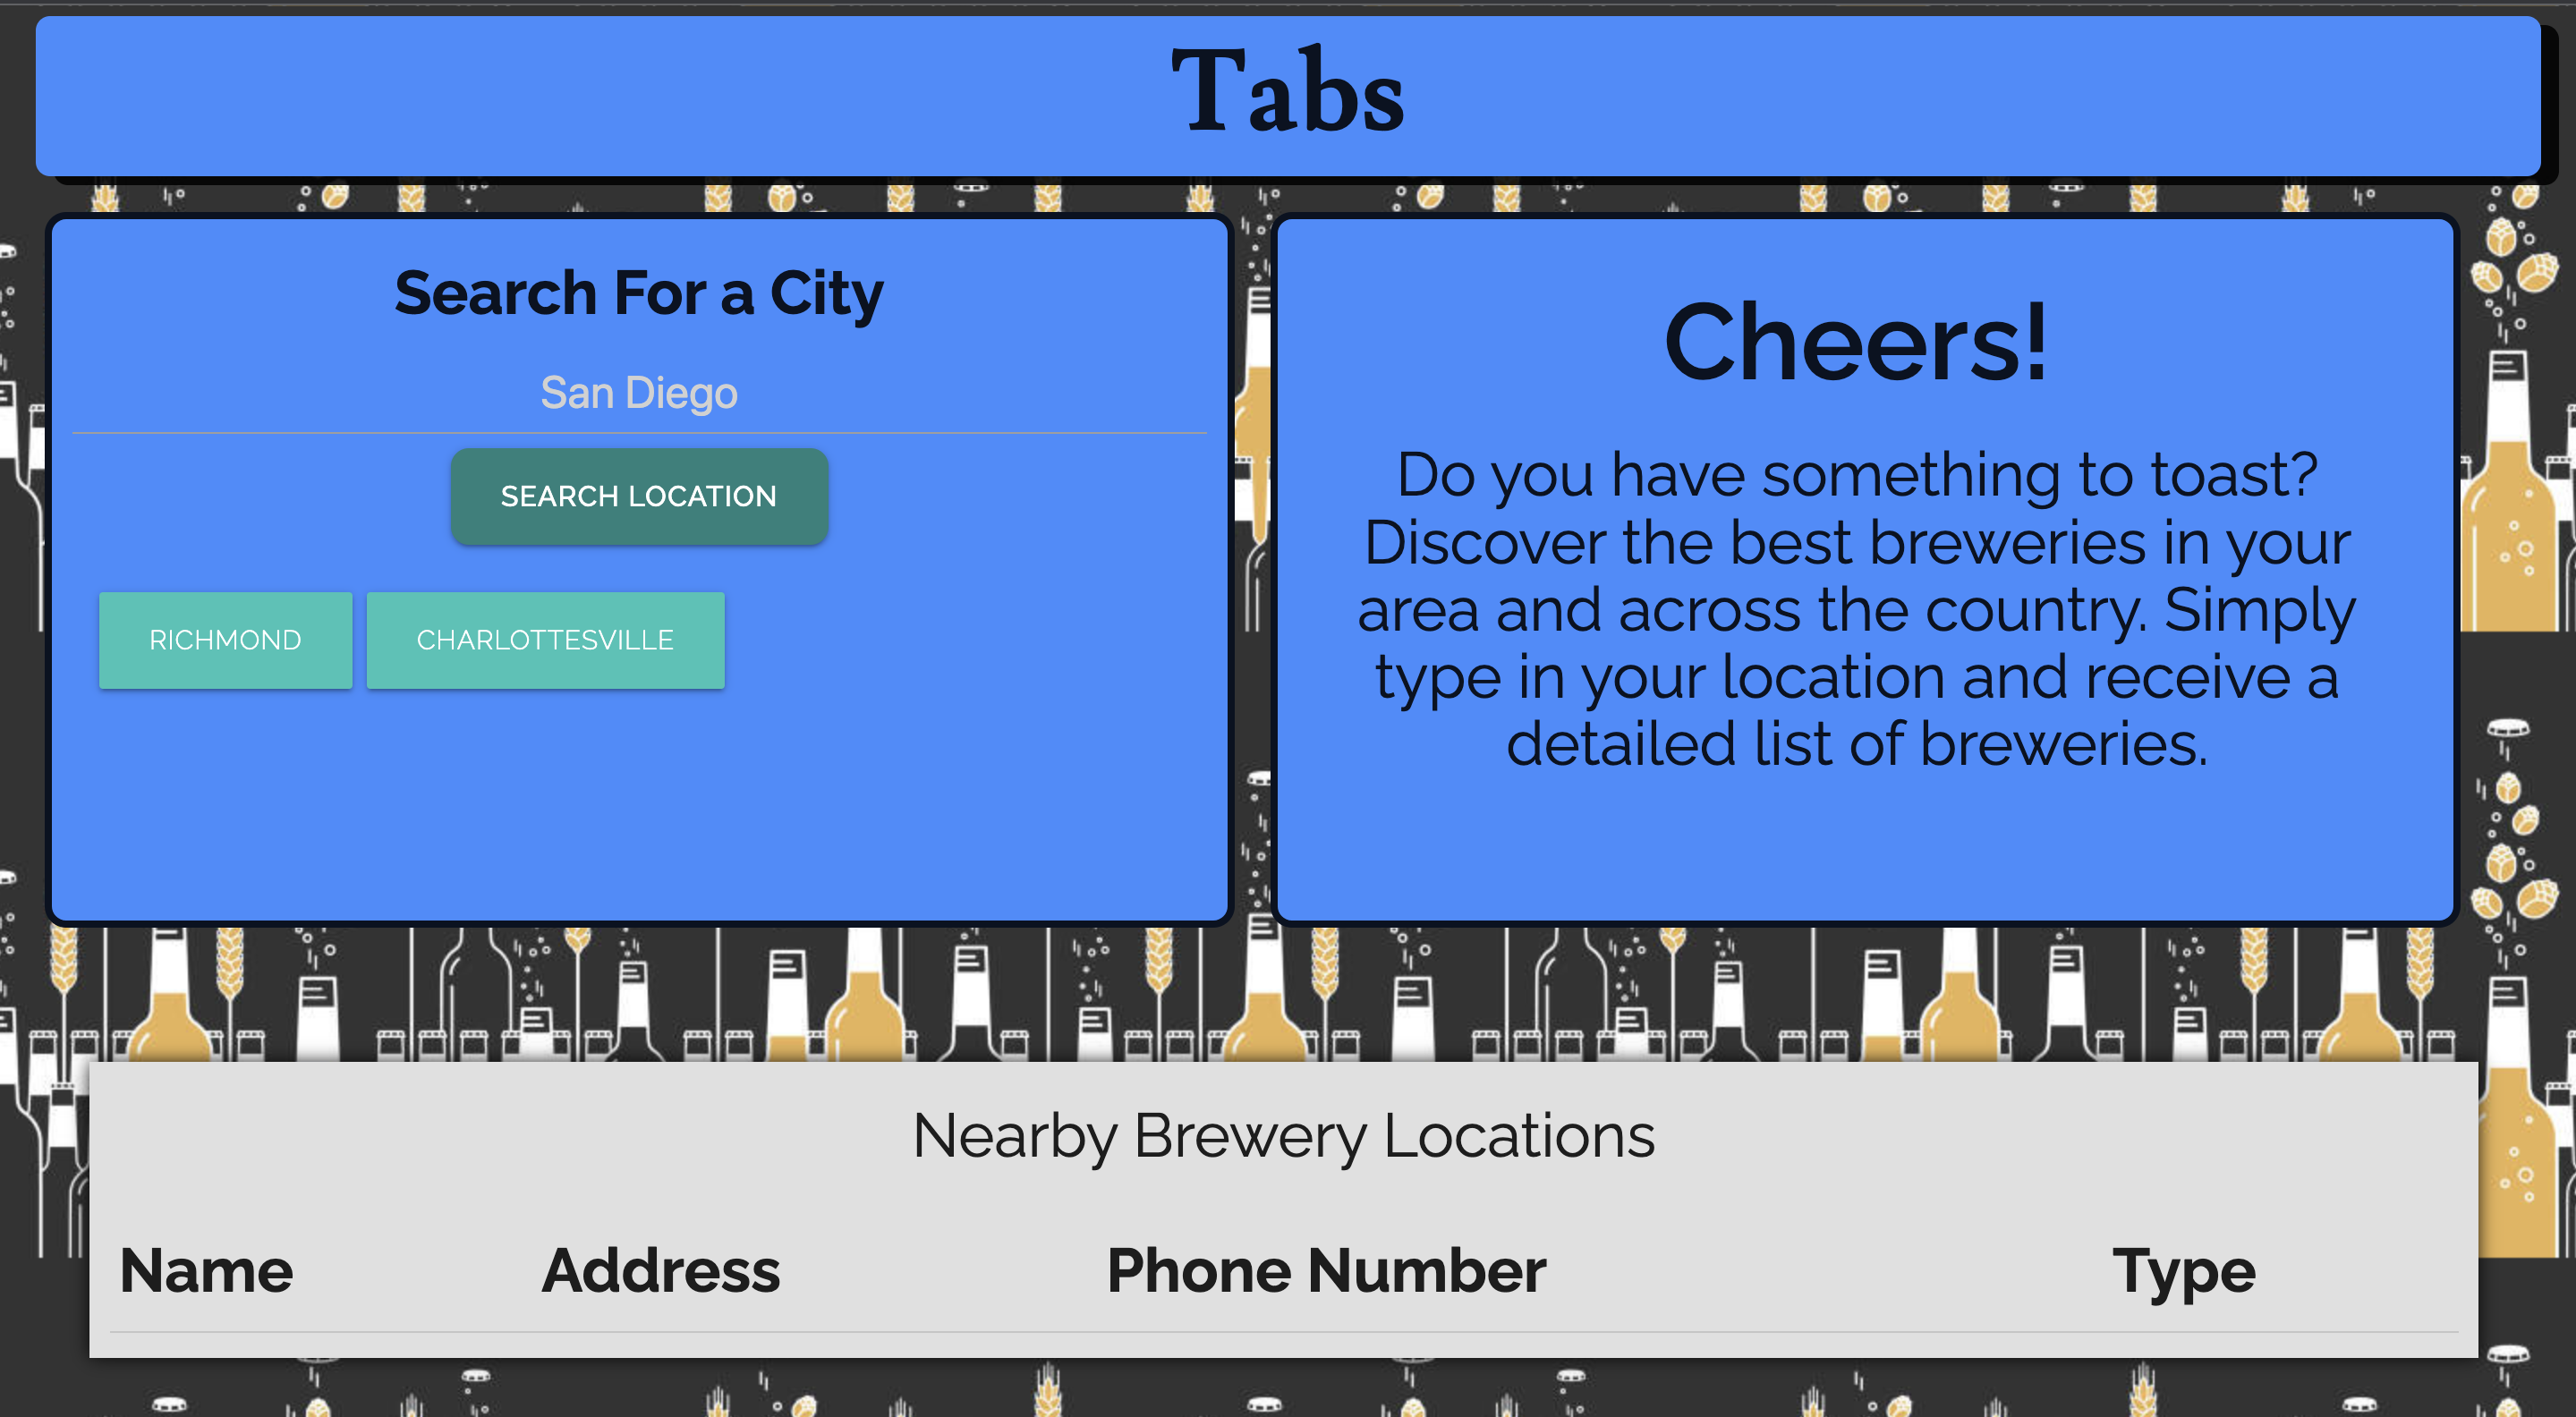 Tabs
Search For a City
San Diego
SEARCH LOCATION
RICHMOND CHARLOTTESVILLE
Cheers!
Do you have something to toast?
Discover the best breweries in your
area and across the country. Simply
type in your location and receive a
detailed list of breweries.
Nearby Brewery Locations
Name Address Phone Number Type